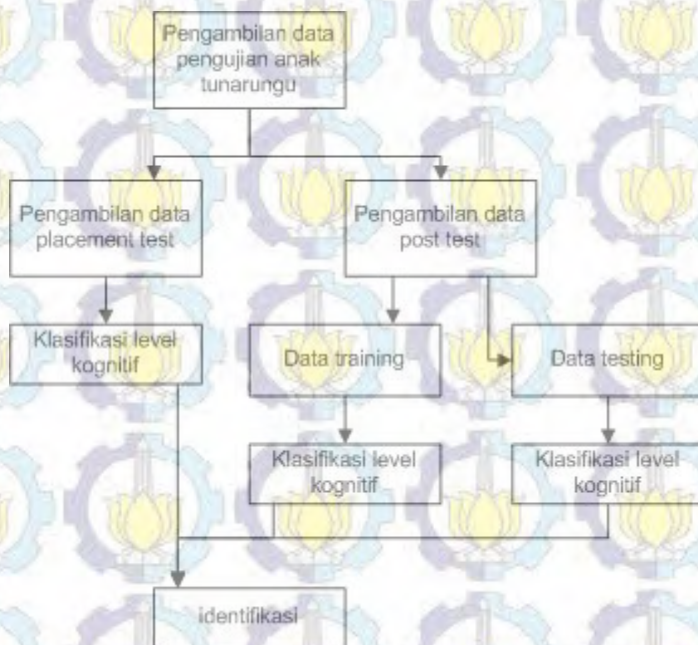 Pengambilan data
pengujian anak
tunarungu
Pengambilan data
placement test
Pengambilan data
post test
Klasifikasi level
kognitif
Data training
Data testing
Klasifikasi level
kognitif
Klasifikasi level
kognitif
identifikasi